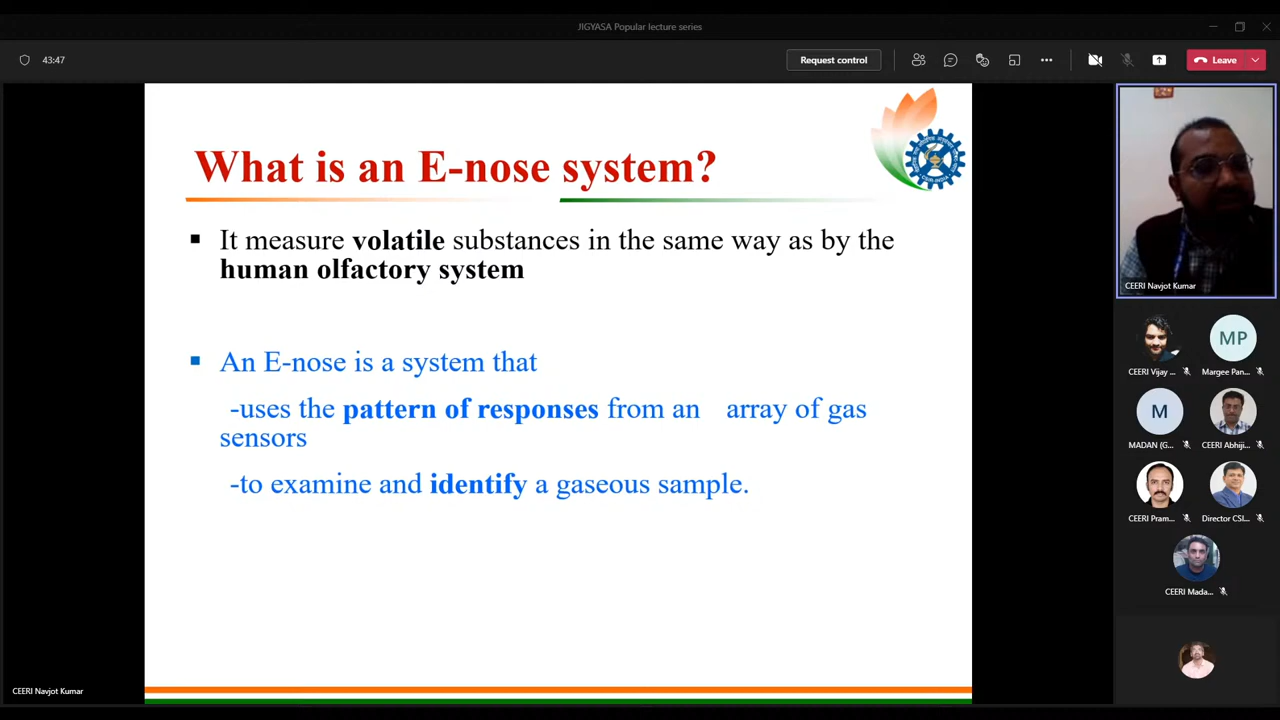 JIGYASA Popular lecture series
43:47
Request control
Leave
What is an E-nose system?
▪ It measure volatile substances in the same way as by the
human olfactory system
▪ An E-nose is a system that
-uses the pattern of responses from an array of gas
sensors
-to examine and identify a gaseous sample.
CEERI Navjot Kumar
CEERI Vijay ...
MP
Margee Pan...
M
MADAN (G...
CEERI Abhiji...
CEERI Pram...
Director CSI...
CEERI Mada...
CEERI Navjot Kumar